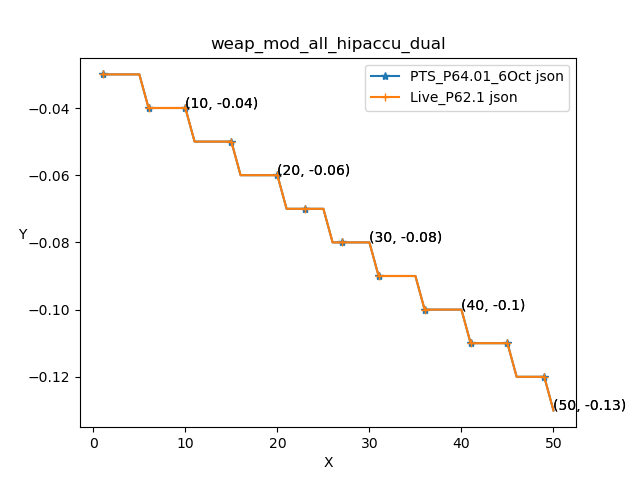 weap_mod_all_hipaccu_dual
PTS_P64.01_6Oct json
Live_P62.1 json
(10, -0.04)
(20, -0.06)
(30, -0.08)
(40, -0.1)
(50, -0.13)
Y
−0.04
−0.06
−0.08
−0.10
−0.12
0 10 20 30 40 50
X